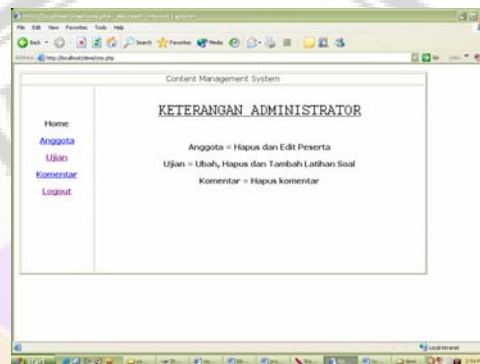 File Edit View Favorites Tools Help
Back Search Favorites Media
Content Management System
KETERANGAN ADMINISTRATOR
Home
Anggota
Ujian
Komentar
Logout
Anggota = Hapus dan Edit Peserta
Ujian = Ubah, Hapus dan Tambah Latihan Soal
Komentar = Hapus komentar
Local intranet